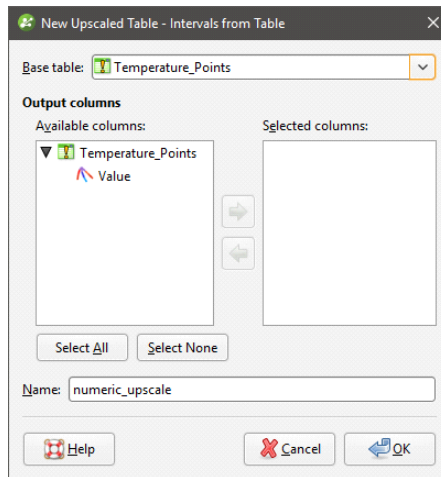 New Upscaled Table - Intervals from Table
Base table: Temperature_Points
Output columns
Available columns: Selected columns:
Temperature_Points
Value
Select All Select None
Name: numeric_upscale
Help Cancel OK